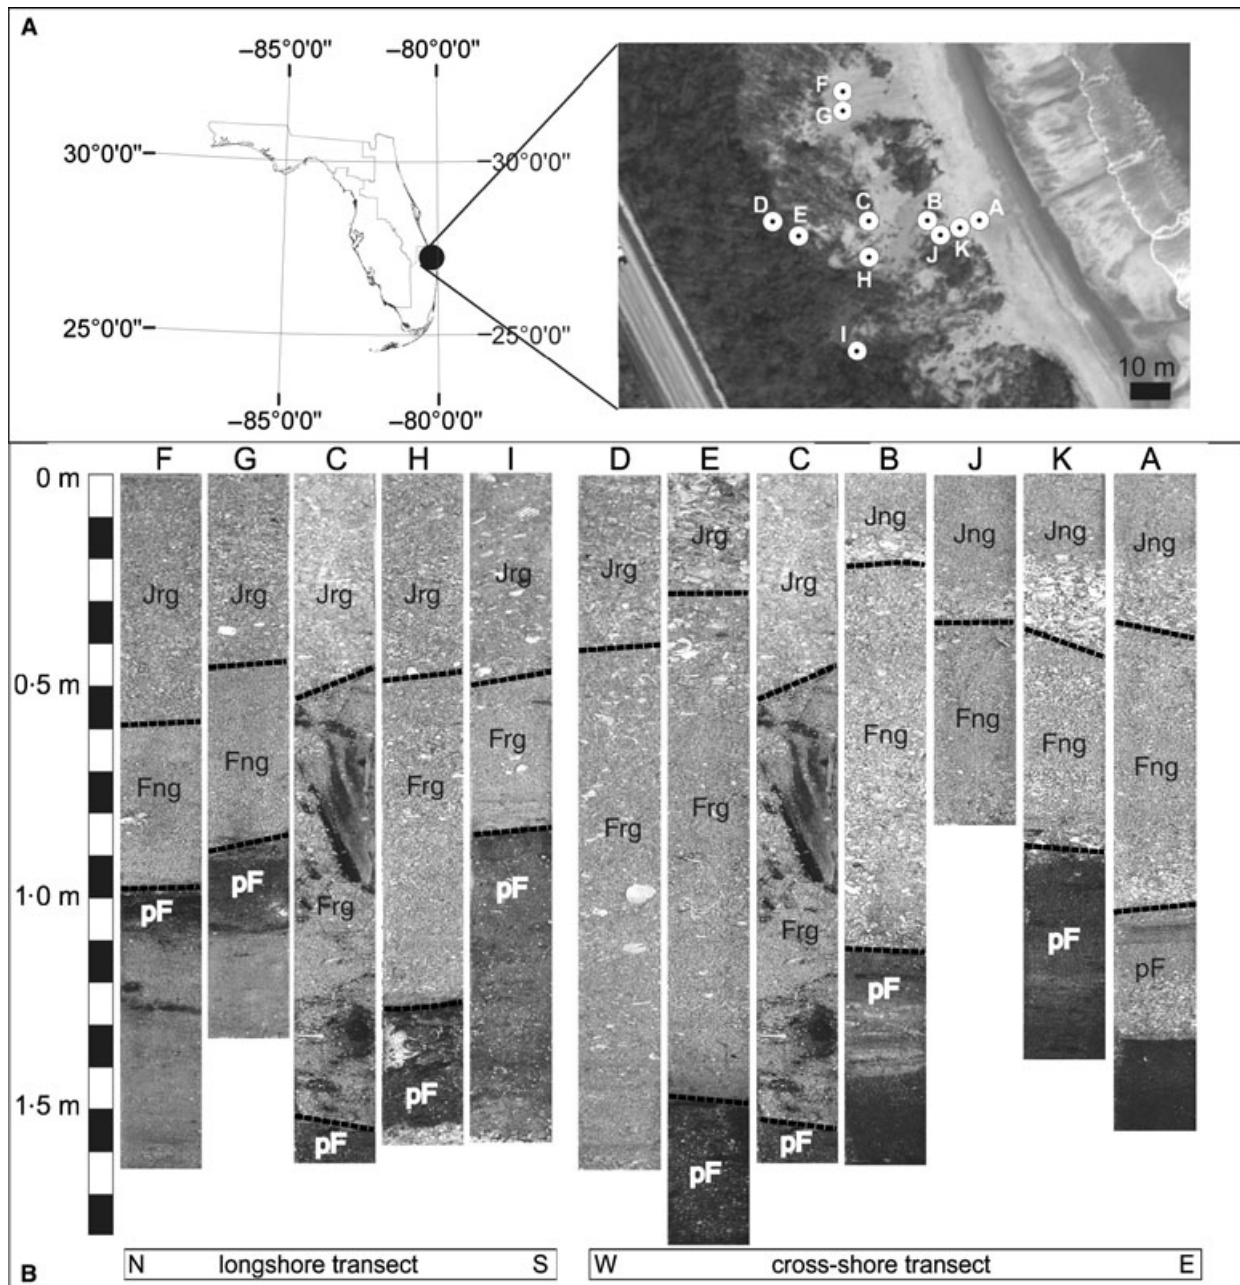 A
–85°0'0"
–80°0'0"
30°0'0"
–30°0'0"
25°0'0"
–25°0'0"
–85°0'0"
–80°0'0"
F
G
D
E
C
B
A
J
K
H
I
10 m
F G C H I D E C B J K A
0 m
Jrg Jrg Jrg Jrg Jrg Jrg Jrg Jrg Jng Jng Jng Jng
0·5 m
Fng Fng Frg Frg Frg Frg Frg Frg Fng Fng Fng Fng
1·0 m
pF pF pF pF pF pF pF pF pF pF
1·5 m
N longshore transect S
W cross-shore transect E
B